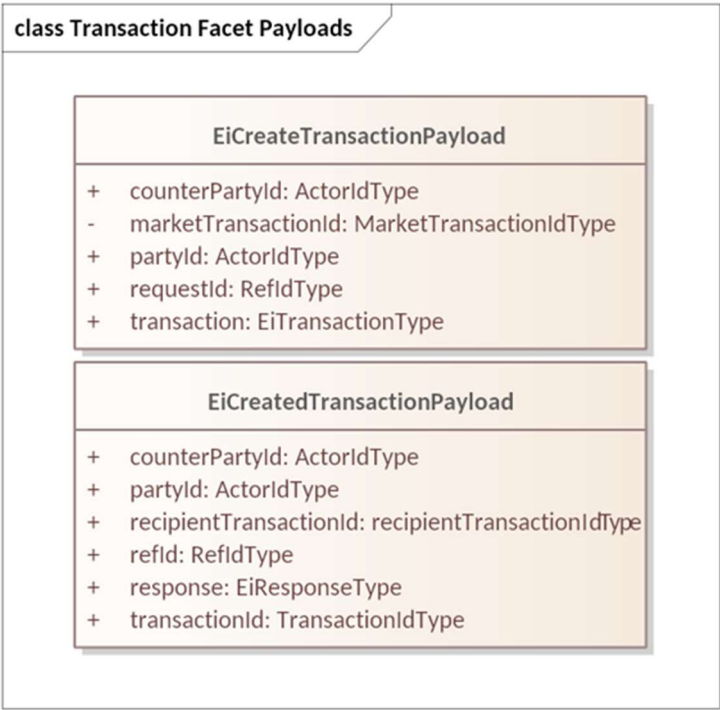 class Transaction Facet Payloads
EiCreateTransactionPayload
+ counterPartyId: ActorIdType
- marketTransactionId: MarketTransactionIdType
+ partyId: ActorIdType
+ requestId: RefIdType
+ transaction: EiTransactionType
EiCreatedTransactionPayload
+ counterPartyId: ActorIdType
+ partyId: ActorIdType
+ recipientTransactionId: recipientTransactionIdType
+ refId: RefIdType
+ response: EiResponseType
+ transactionId: TransactionIdType